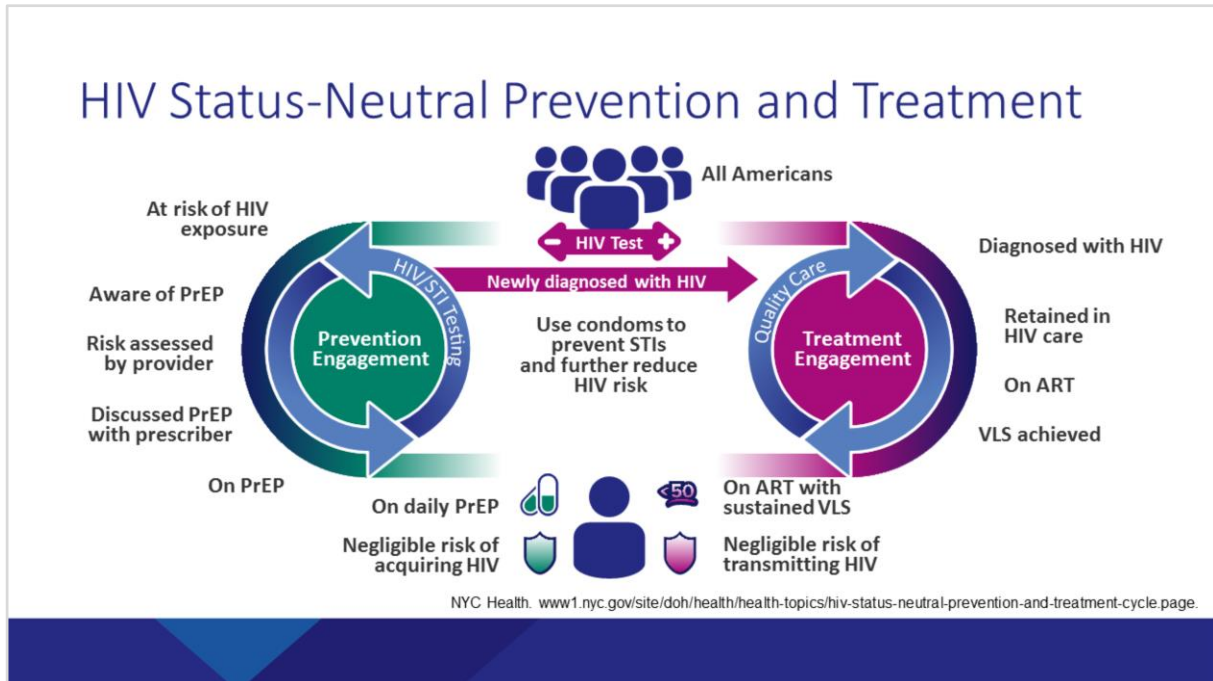 HIV Status-Neutral Prevention and Treatment
All Americans
− HIV Test +
Newly diagnosed with HIV
At risk of HIV
exposure
Aware of PrEP
Risk assessed
by provider
Discussed PrEP
with prescriber
On PrEP
HIV/STI Testing
Prevention
Engagement
Use condoms to
prevent STIs
and further reduce
HIV risk
Quality Care
Treatment
Engagement
Diagnosed with HIV
Retained in
HIV care
On ART
VLS achieved
On daily PrEP
Negligible risk of
acquiring HIV
<50
On ART with
sustained VLS
Negligible risk of
transmitting HIV
NYC Health. www1.nyc.gov/site/doh/health/health-topics/hiv-status-neutral-prevention-and-treatment-cycle.page.